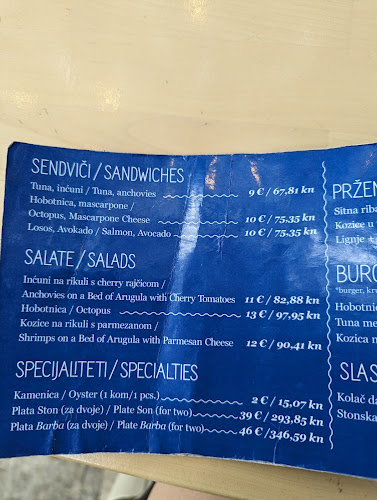 SENDVIČI / SANDWICHES
Tuna, inćuni / Tuna, anchovies 9 € / 67,81 kn
Hobotnica, mascarpone /
Octopus, Mascarpone Cheese 10 € / 75,35 kn
Losos, Avokado / Salmon, Avocado 10 € / 75,35 kn
SALATE / SALADS
Inćuni na rikuli s cherry rajčicom /
Anchovies on a Bed of Arugula with Cherry Tomatoes 11 € / 82,88 kn
Hobotnica / Octopus 13 € / 97,95 kn
Kozice na rikuli s parmezanom /
Shrimps on a Bed of Arugula with Parmesan Cheese 12 € / 90,41 kn
SPECIJALITETI / SPECIALTIES
Kamenica / Oyster (1 kom/1 pcs.) 2 € / 15,07 kn
Plata Ston (za dvoje) / Plate Son (for two) 39 € / 293,85 kn
Plata Barba (za dvoje) / Plate Barba (for two) 46 € /346,59 kn
PRŽEN
Sitna riba
Kozice u
Lignje +
BURG
*burger, kr
Hobotni
Tuna me
Kozica n
SLAS
Kolač da
Stonska